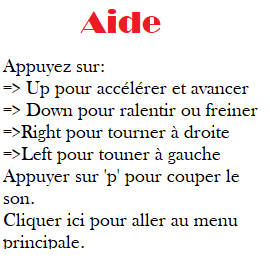 Aide
Appuyez sur:
=> Up pour accélérer et avancer
=> Down pour ralentir ou freiner
=>Right pour tourner à droite
=>Left pour touner à gauche
Appuyer sur 'p' pour couper le
son.
Cliquer ici pour aller au menu
principale.